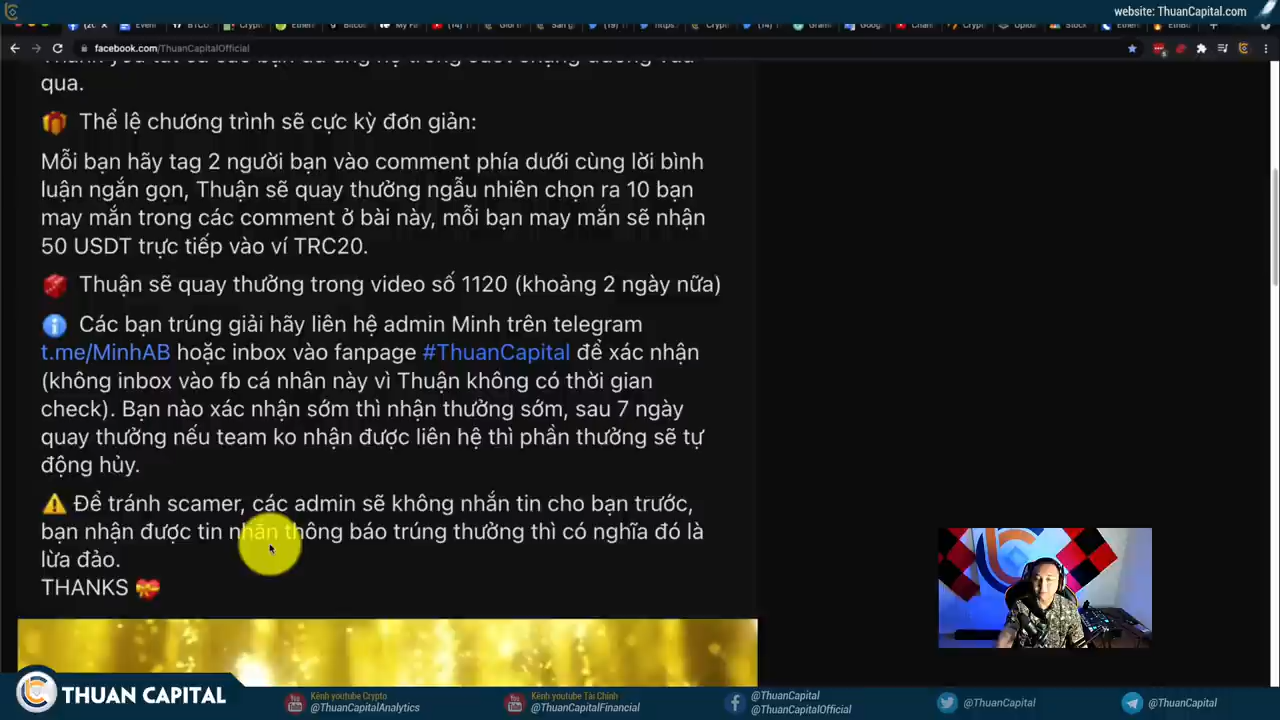 website: ThuanCapital.com
facebook.com/ThuanCapitalOfficial
qua.
Thể lệ chương trình sẽ cực kỳ đơn giản:
Mỗi bạn hãy tag 2 người bạn vào comment phía dưới cùng lời bình
luận ngắn gọn, Thuận sẽ quay thưởng ngẫu nhiên chọn ra 10 bạn
may mắn trong các comment ở bài này, mỗi bạn may mắn sẽ nhận
50 USDT trực tiếp vào ví TRC20.
Thuận sẽ quay thưởng trong video số 1120 (khoảng 2 ngày nữa)
Các bạn trúng giải hãy liên hệ admin Minh trên telegram
t.me/MinhAB hoặc inbox vào fanpage #ThuanCapital để xác nhận
(không inbox vào fb cá nhân này vì Thuận không có thời gian
check). Bạn nào xác nhận sớm thì nhận thưởng sớm, sau 7 ngày
quay thưởng nếu team ko nhận được liên hệ thì phần thưởng sẽ tự
động hủy.
Để tránh scamer, các admin sẽ không nhắn tin cho bạn trước,
bạn nhận được tin nhắn thông báo trúng thưởng thì có nghĩa đó là
lừa đảo.
THANKS
THUAN CAPITAL
Kênh youtube Crypto
@ThuanCapitalAnalytics
Kênh youtube Tài Chính
@ThuanCapitalFinancial
@ThuanCapital
@ThuanCapitalOfficial
@ThuanCapital
@ThuanCapital